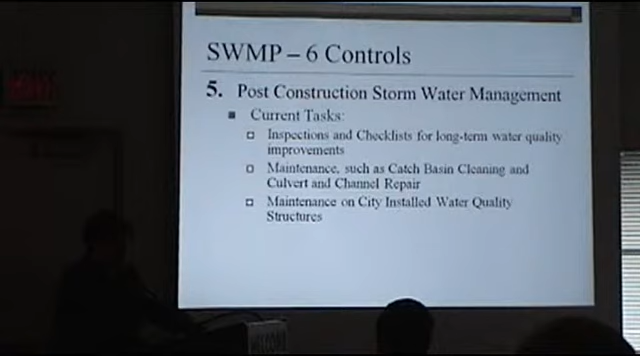 SWMP – 6 Controls
5. Post Construction Storm Water Management
Current Tasks:
Inspections and Checklists for long-term water quality
improvements
Maintenance, such as Catch Basin Cleaning and
Culvert and Channel Repair
Maintenance on City Installed Water Quality
Structures